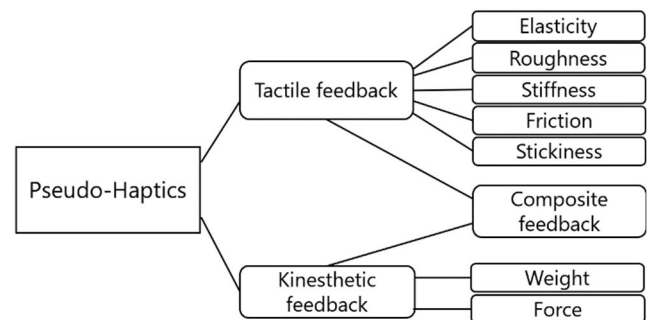 Elasticity
Roughness
Tactile feedback
Stiffness
Friction
Stickiness
Pseudo-Haptics
Composite
feedback
Kinesthetic
feedback
Weight
Force